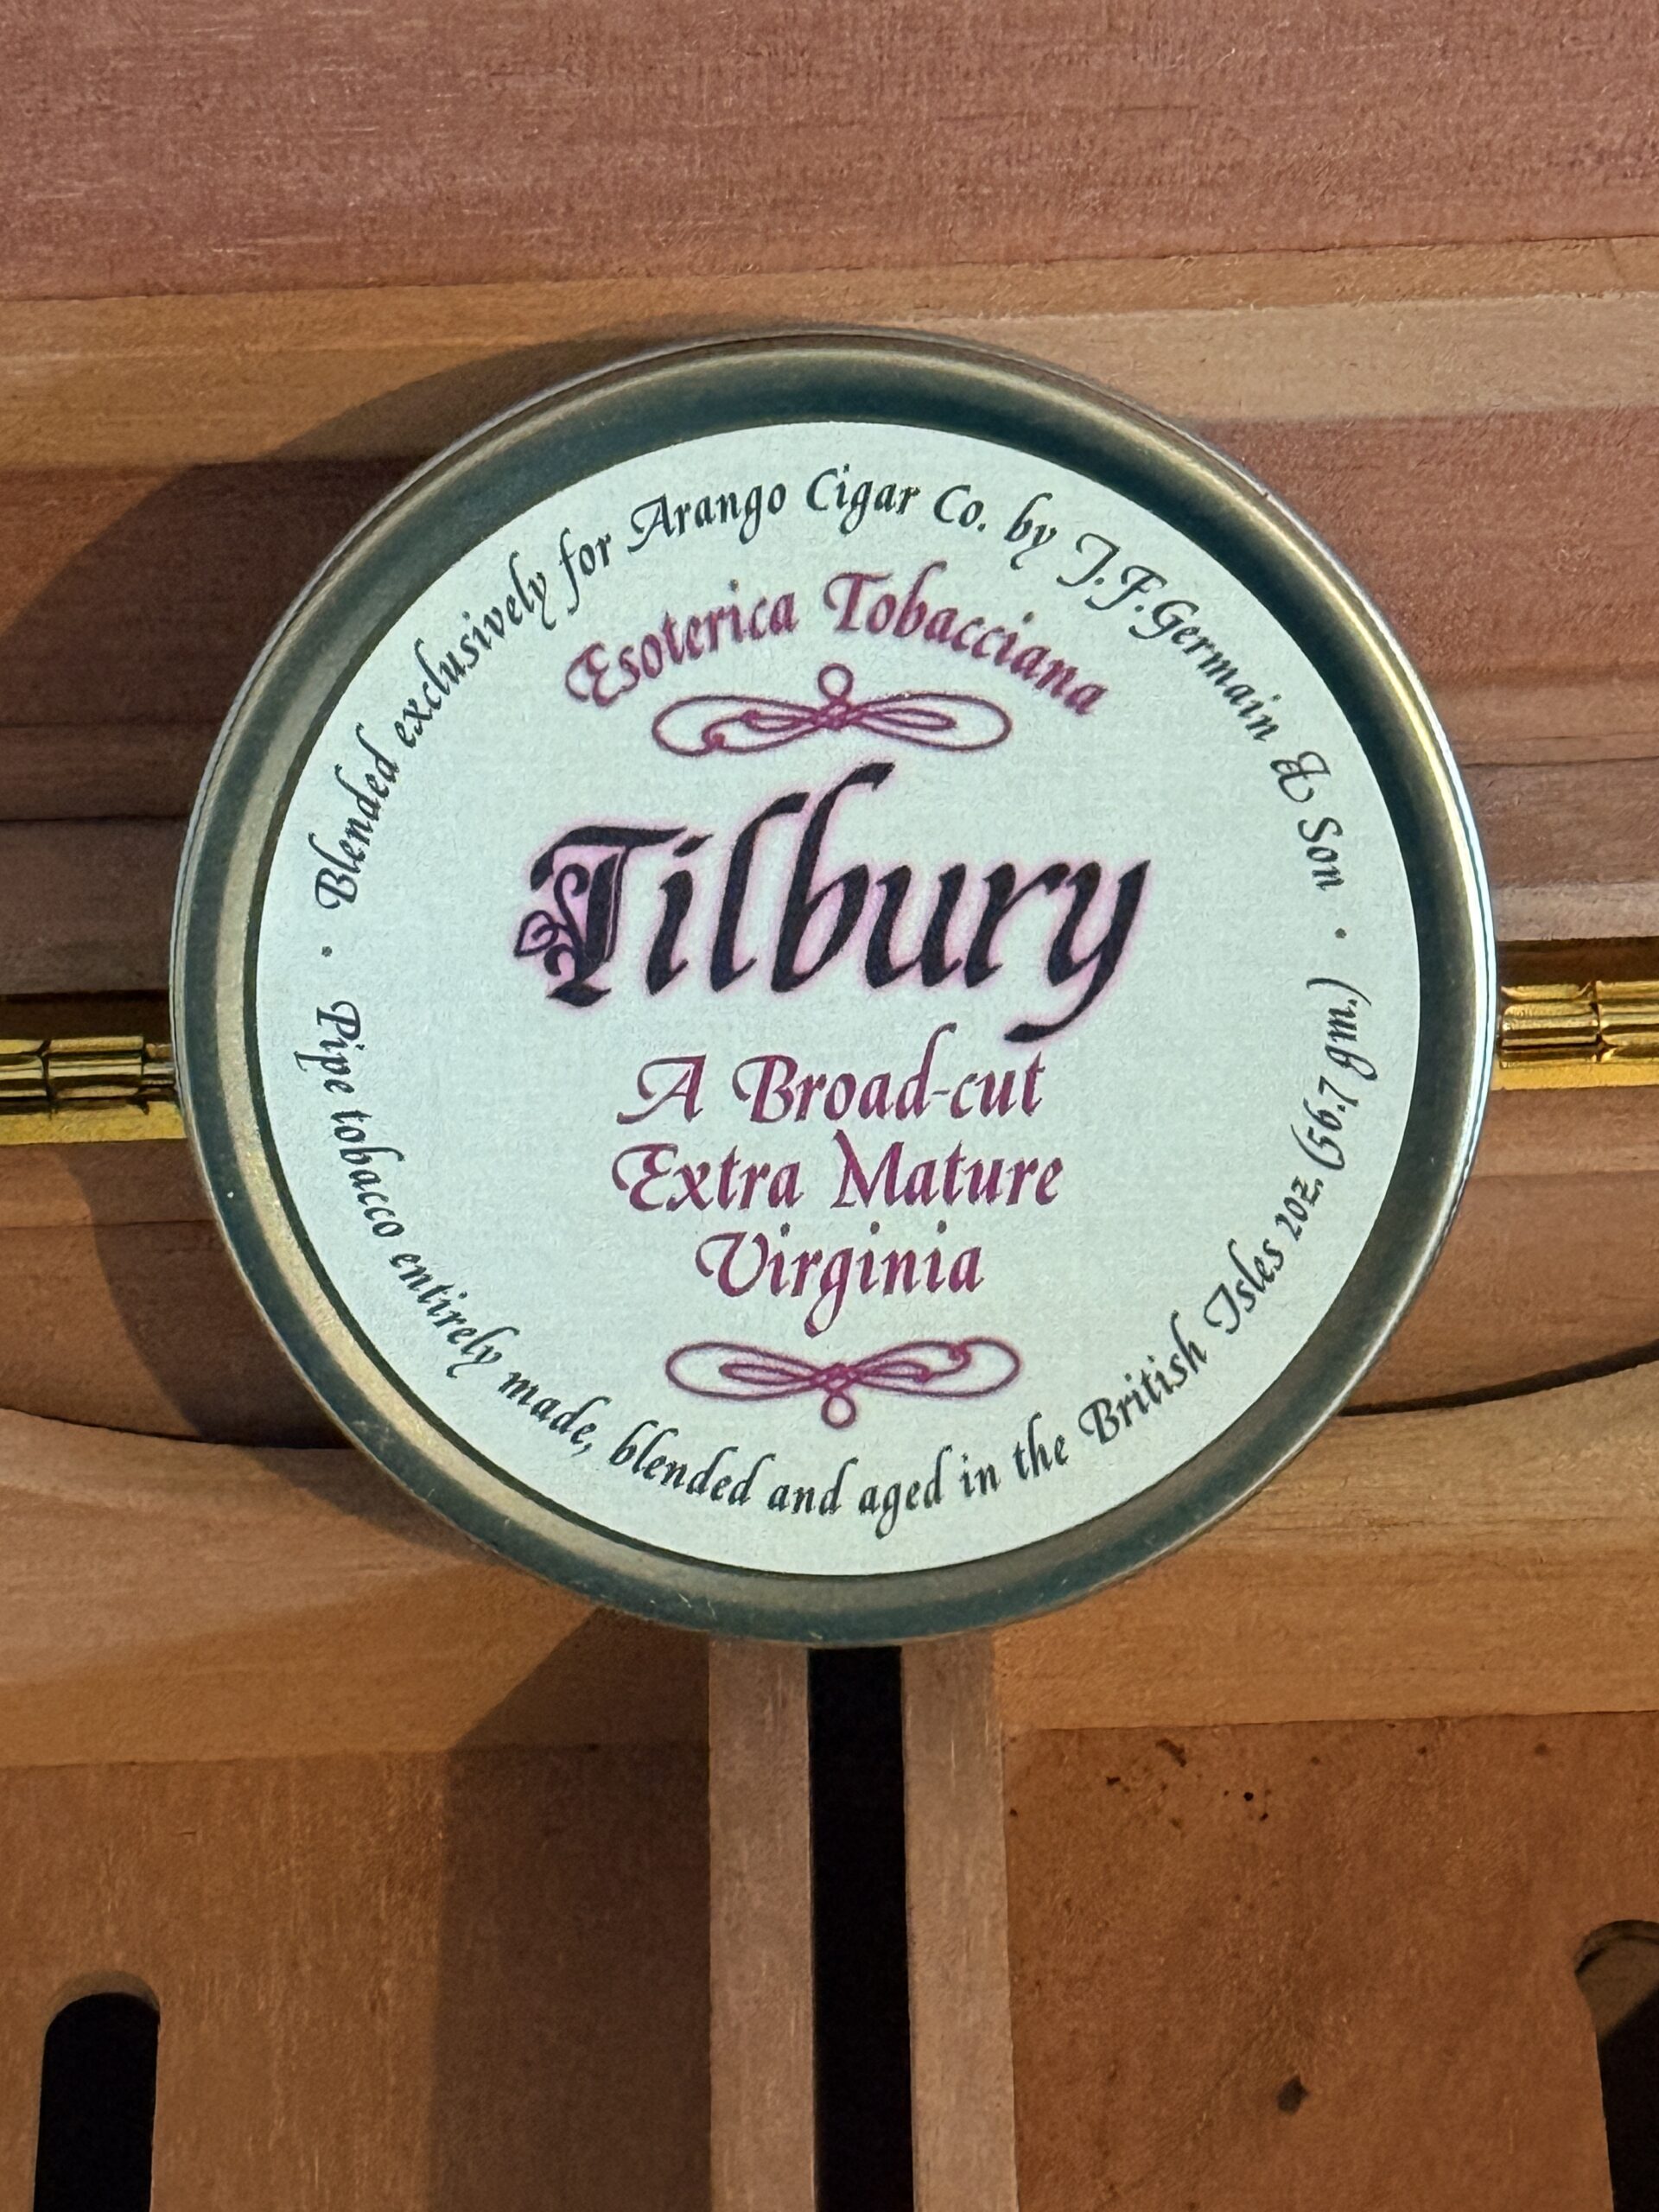 Blended exclusively for Arango Cigar Co. by J.F.Germain & Son
Esoterica Tobacciana
Tilbury
A Broad-cut
Extra Mature
Virginia
Pipe tobacco entirely made, blended and aged in the British Isles 2oz. (56.7 gm.)